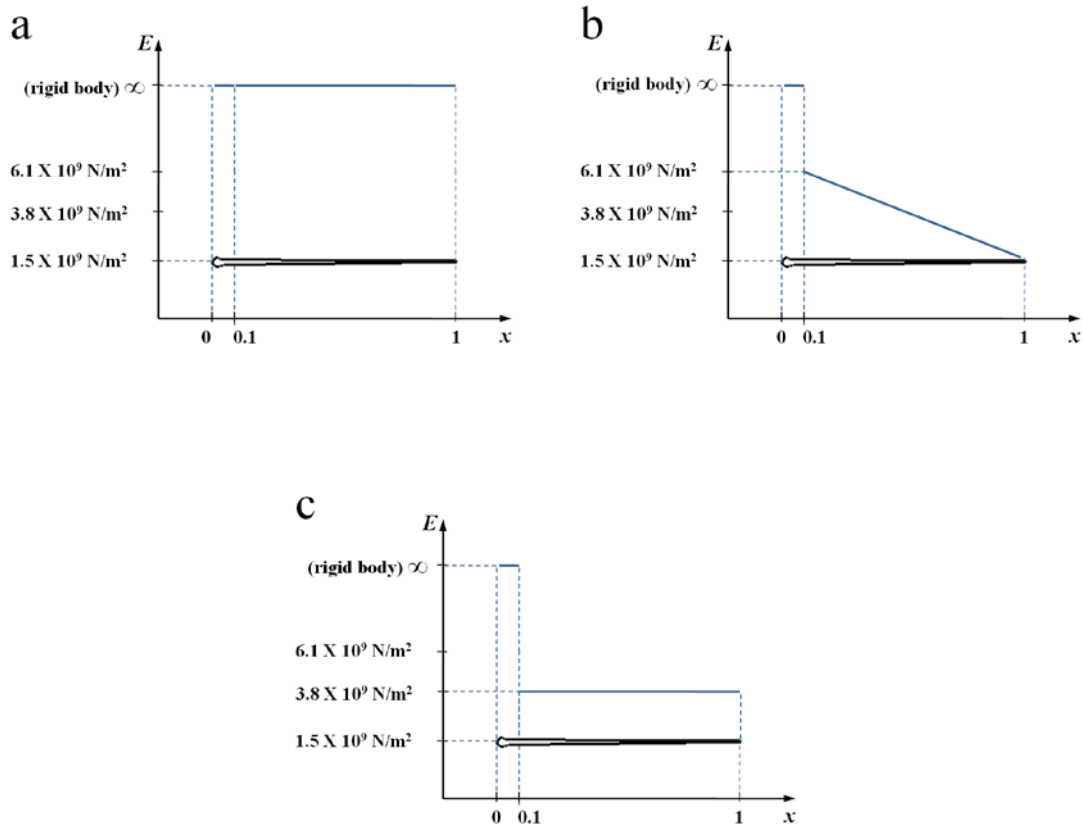 a
E
(rigid body) ∞
6.1 X 10⁹ N/m²
3.8 X 10⁹ N/m²
1.5 X 10⁹ N/m²
0 0.1 1 x
b
E
(rigid body) ∞
6.1 X 10⁹ N/m²
3.8 X 10⁹ N/m²
1.5 X 10⁹ N/m²
0 0.1 1 x
c
E
(rigid body) ∞
6.1 X 10⁹ N/m²
3.8 X 10⁹ N/m²
1.5 X 10⁹ N/m²
0 0.1 1 x